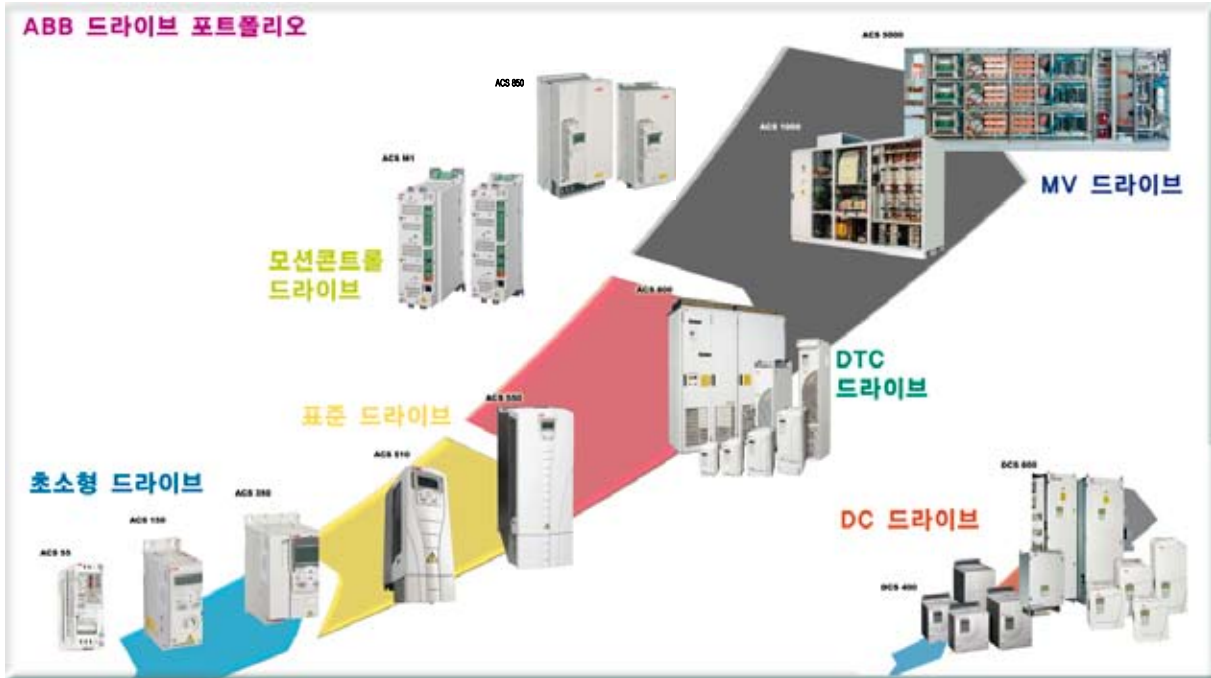 ABB 드라이브 포트폴리오
ACS 5000
ACS 850
ACS 1000
ACS M1
MV 드라이브
모션콘트롤
드라이브
ACS 800
DTC
드라이브
ACS 550
표준 드라이브
ACS 510
초소형 드라이브
ACS 350
ACS 150
ACS 55
DCS 800
DC 드라이브
DCS 400